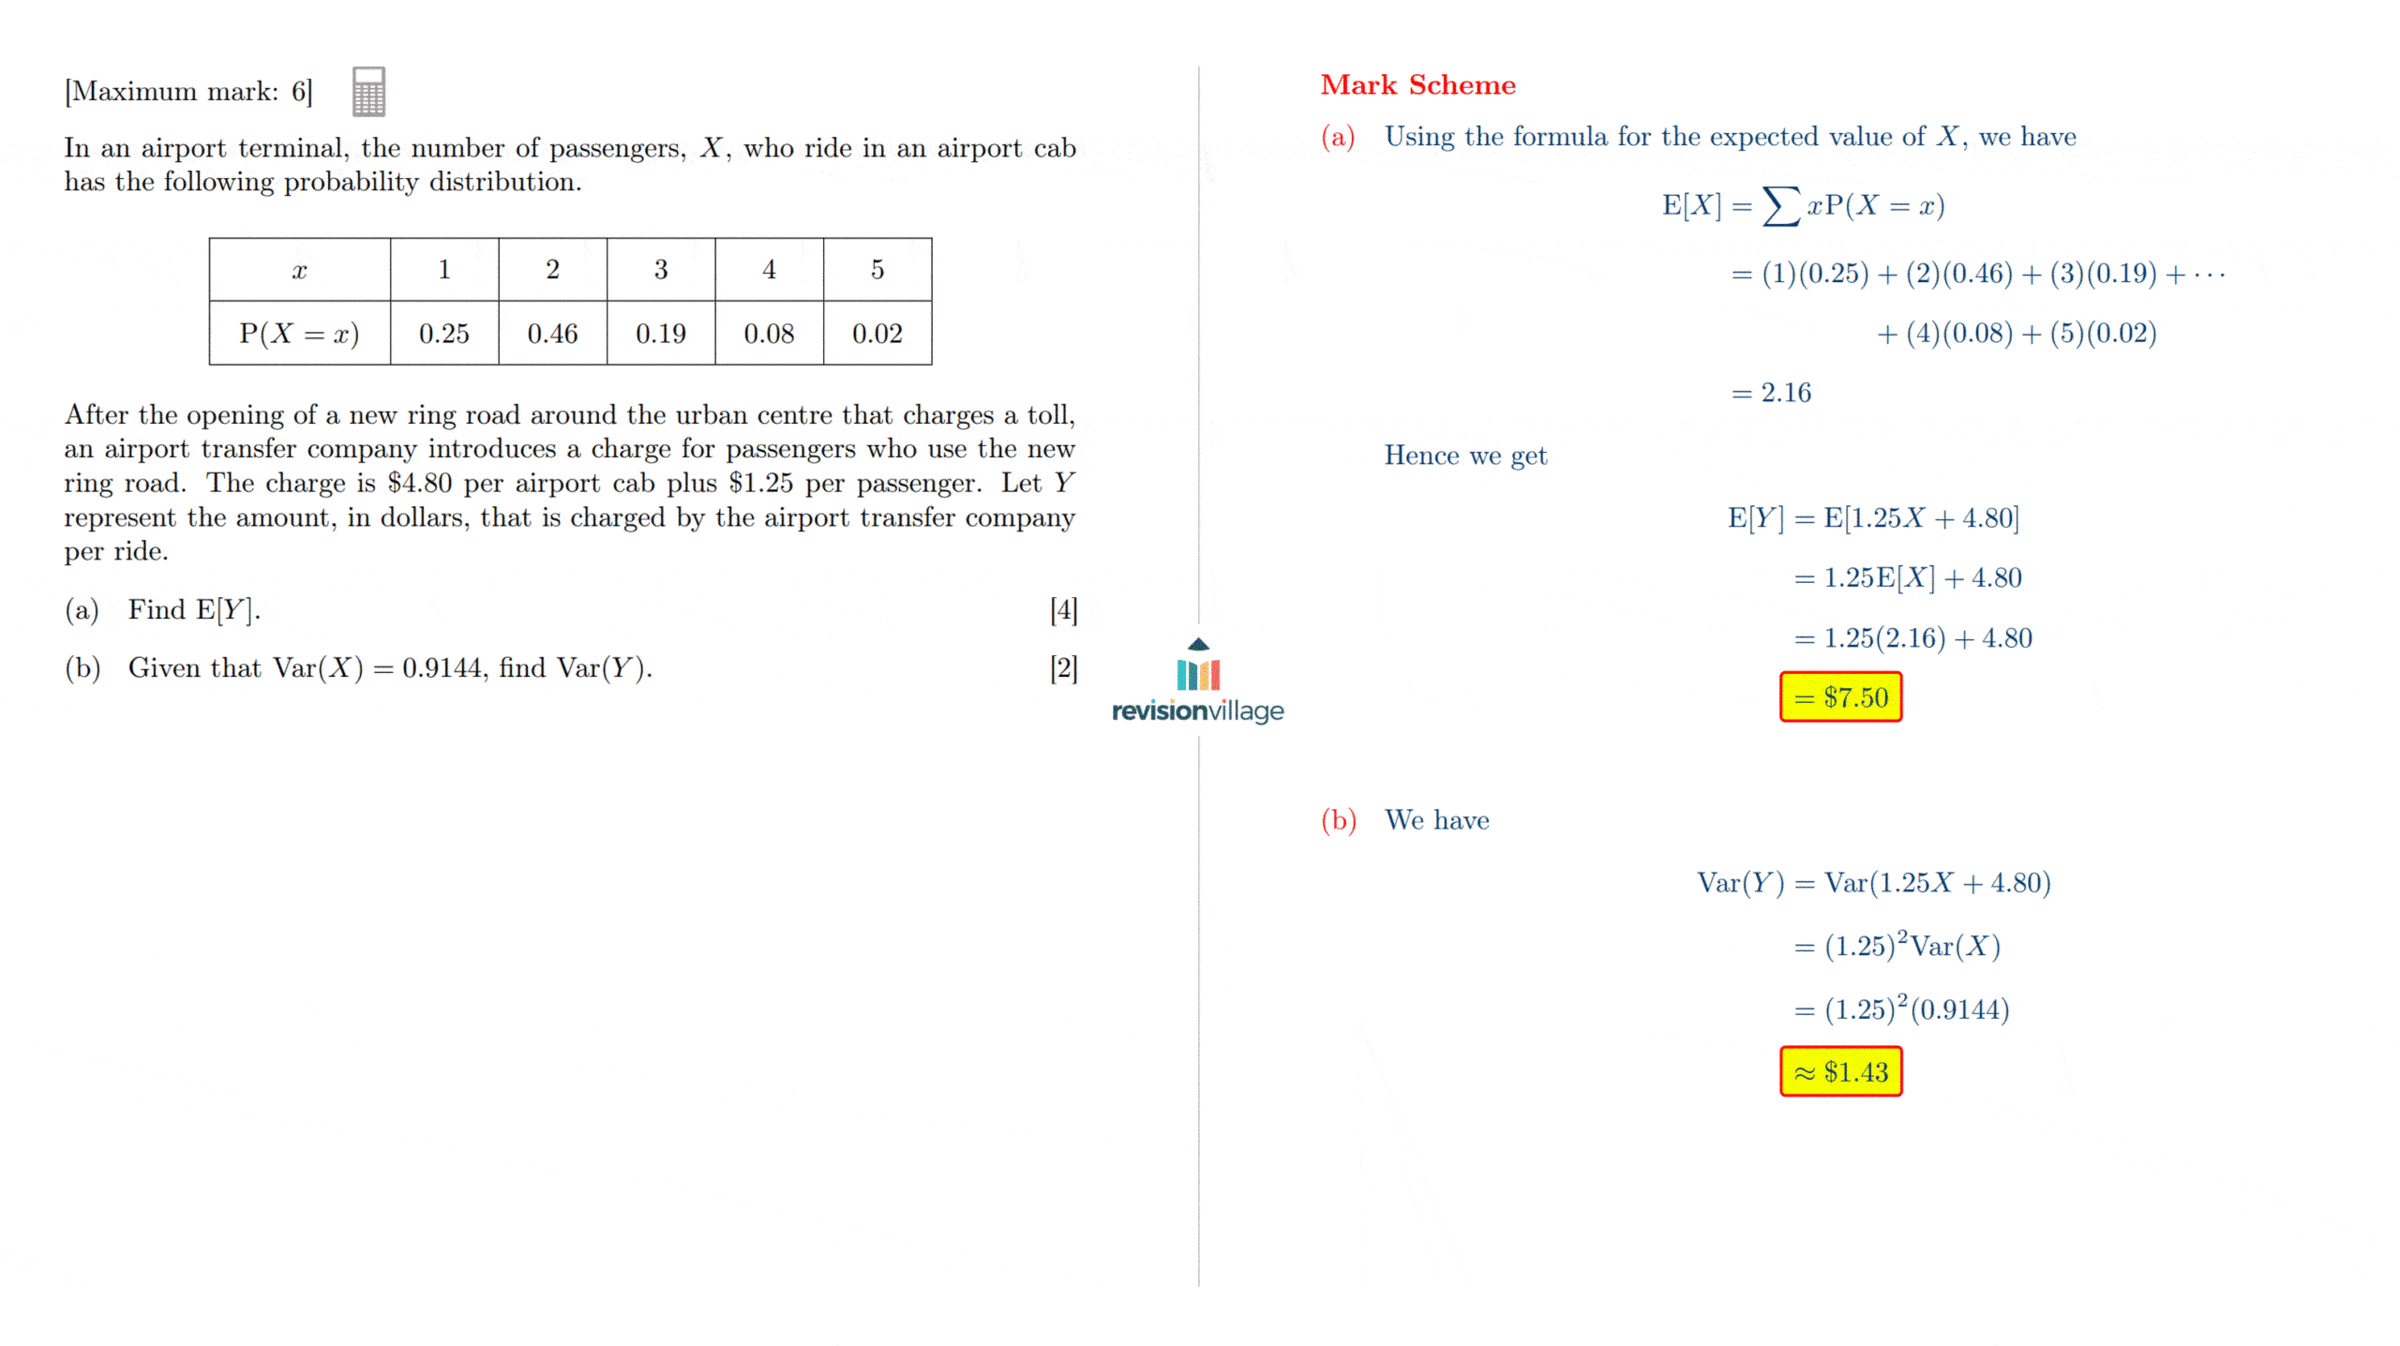 [Maximum mark: 6]
In an airport terminal, the number of passengers, X, who ride in an airport cab
has the following probability distribution.
x 1 2 3 4 5
P(X = x) 0.25 0.46 0.19 0.08 0.02
After the opening of a new ring road around the urban centre that charges a toll,
an airport transfer company introduces a charge for passengers who use the new
ring road. The charge is $4.80 per airport cab plus $1.25 per passenger. Let Y
represent the amount, in dollars, that is charged by the airport transfer company
per ride.
(a) Find E[Y]. [4]
(b) Given that Var(X) = 0.9144, find Var(Y). [2]
revisionvillage
Mark Scheme
(a) Using the formula for the expected value of X, we have
E[X] = ∑ xP(X = x)
= (1)(0.25) + (2)(0.46) + (3)(0.19) + ···
+ (4)(0.08) + (5)(0.02)
= 2.16
Hence we get
E[Y] = E[1.25X + 4.80]
= 1.25E[X] + 4.80
= 1.25(2.16) + 4.80
= $7.50
(b) We have
Var(Y) = Var(1.25X + 4.80)
= (1.25)²Var(X)
= (1.25)²(0.9144)
≈ $1.43